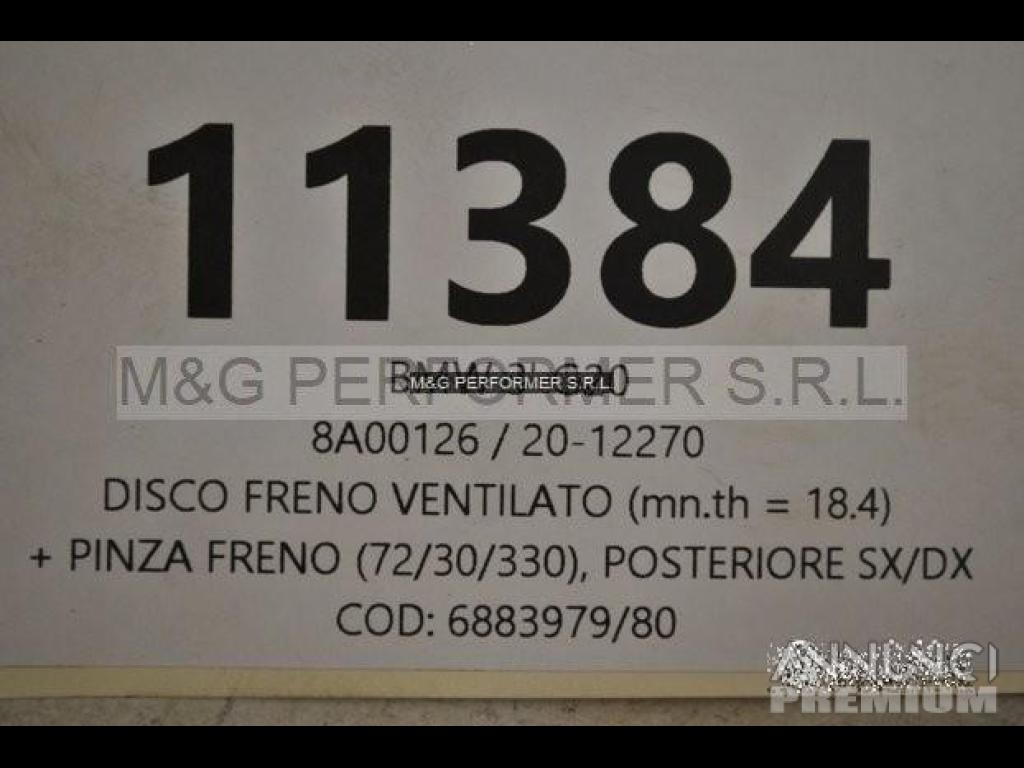 11384
M&G PERFORMER S.R.L.
M&G PERFORMER S.R.L.
8A00126 / 20-12270
DISCO FRENO VENTILATO (mn.th = 18.4)
+ PINZA FRENO (72/30/330), POSTERIORE SX/DX
COD: 6883979/80
ANNUNCI
PREMIUM